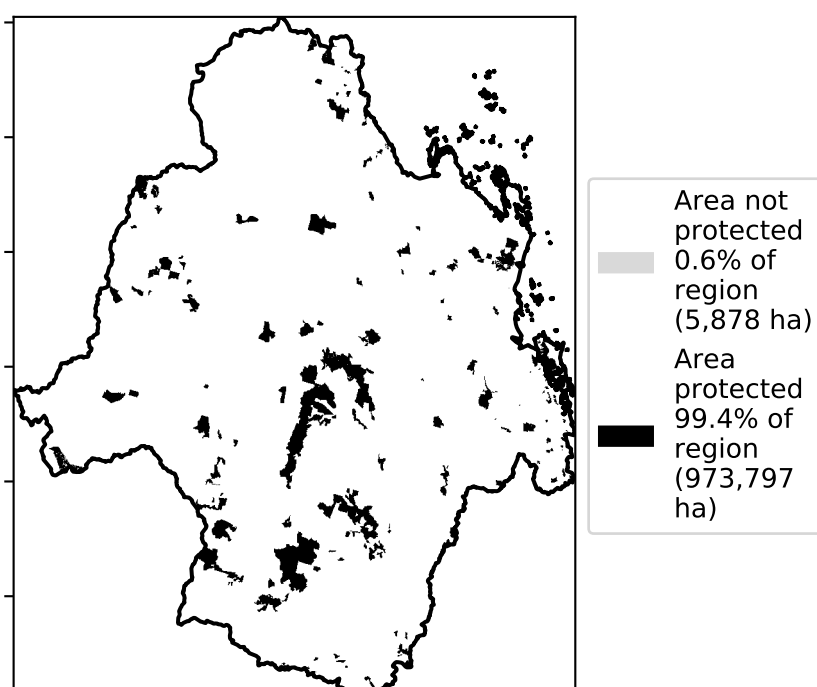 Area not
protected
0.6% of
region
(5,878 ha)
Area
protected
99.4% of
region
(973,797
ha)